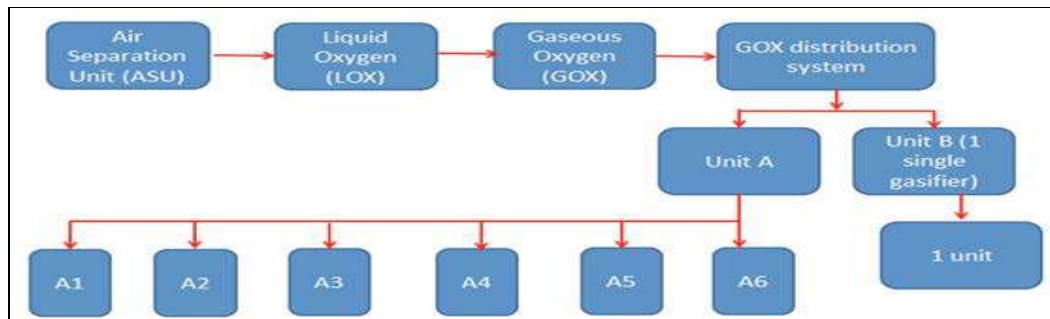 Air
Separation
Unit (ASU)
Liquid
Oxygen
(LOX)
Gaseous
Oxygen
(GOX)
GOX distribution
system
Unit A
Unit B (1
single
gasifier)
A1
A2
A3
A4
A5
A6
1 unit